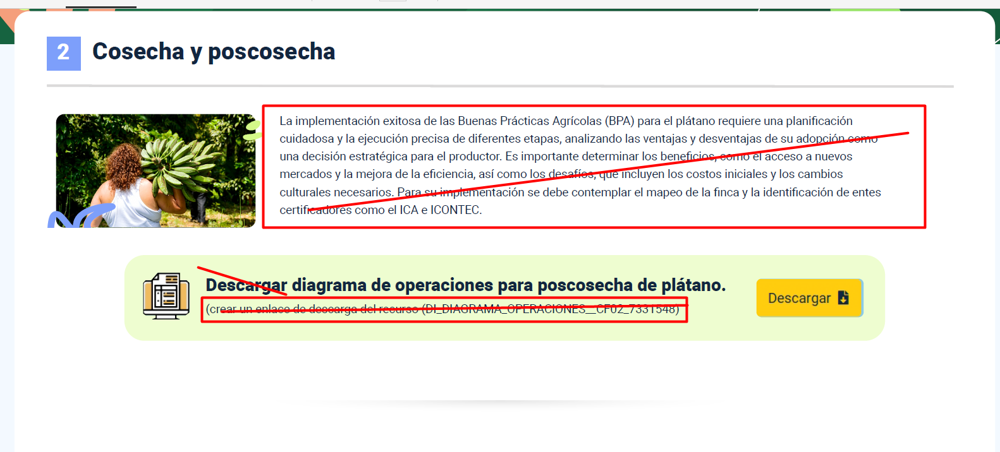 2 Cosecha y poscosecha
La implementación exitosa de las Buenas Prácticas Agrícolas (BPA) para el plátano requiere una planificación
cuidadosa y la ejecución precisa de diferentes etapas, analizando las ventajas y desventajas de su adopción como
una decisión estratégica para el productor. Es importante determinar los beneficios, como el acceso a nuevos
mercados y la mejora de la eficiencia, así como los desafíos, que incluyen los costos iniciales y los cambios
culturales necesarios. Para su implementación se debe contemplar el mapeo de la finca y la identificación de entes
certificadores como el ICA e ICONTEC.
Descargar diagrama de operaciones para poscosecha de plátano.
(crear un enlace de descarga del recurso (DI_DIAGRAMA_OPERACIONES__CF02_7331548)
Descargar